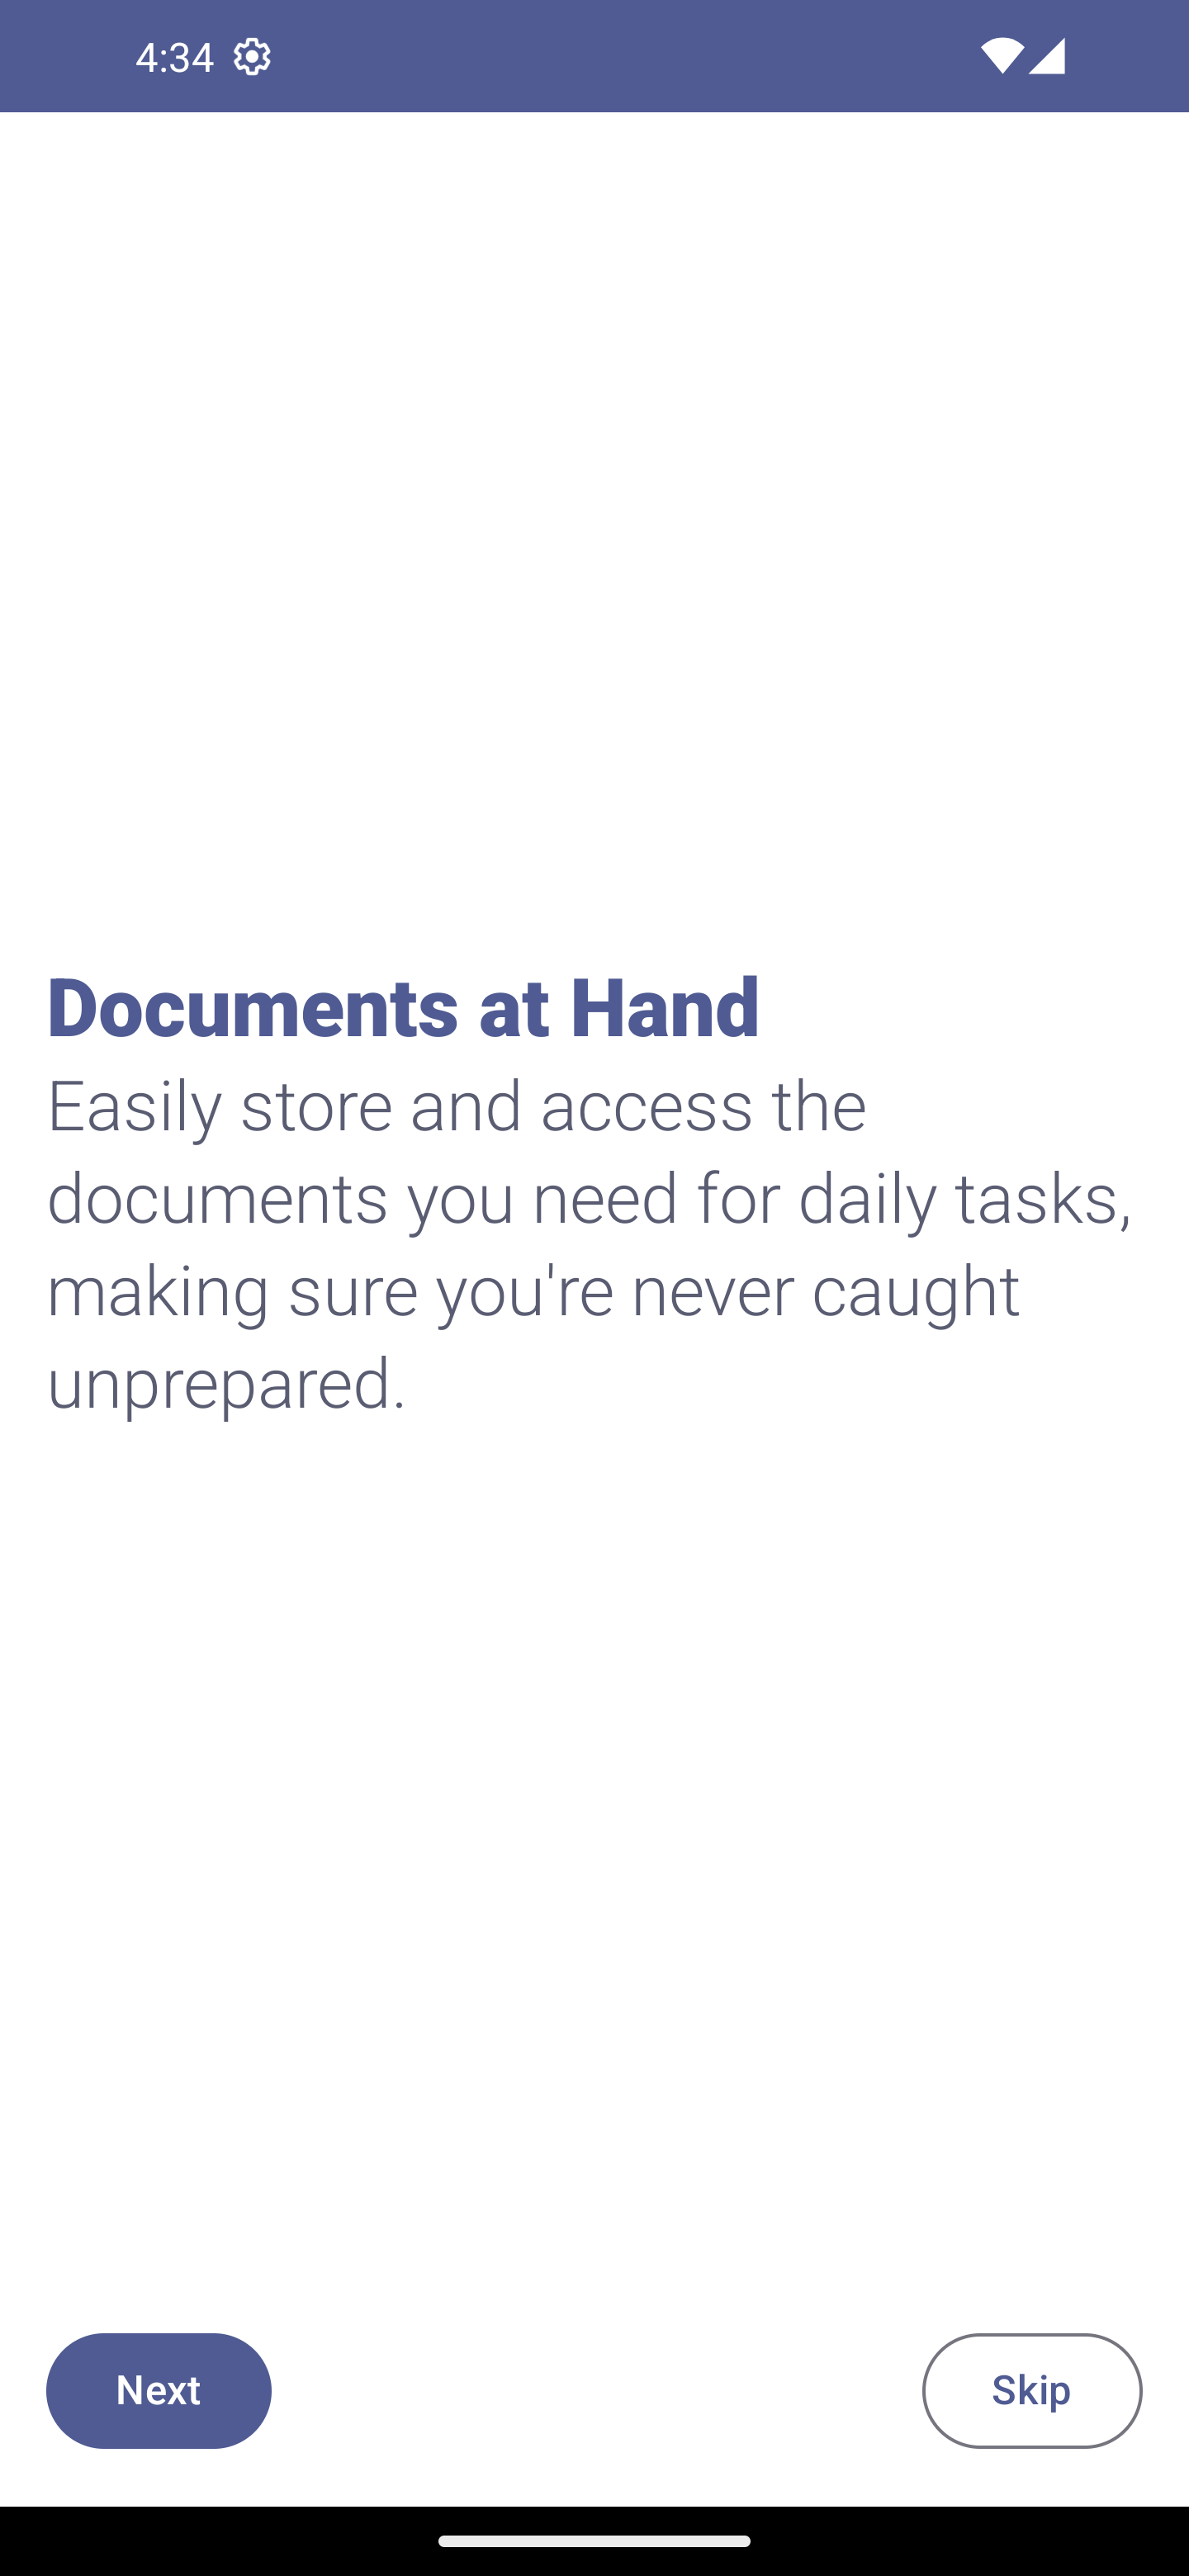 4:34
Documents at Hand
Easily store and access the
documents you need for daily tasks,
making sure you're never caught
unprepared.
Next
Skip